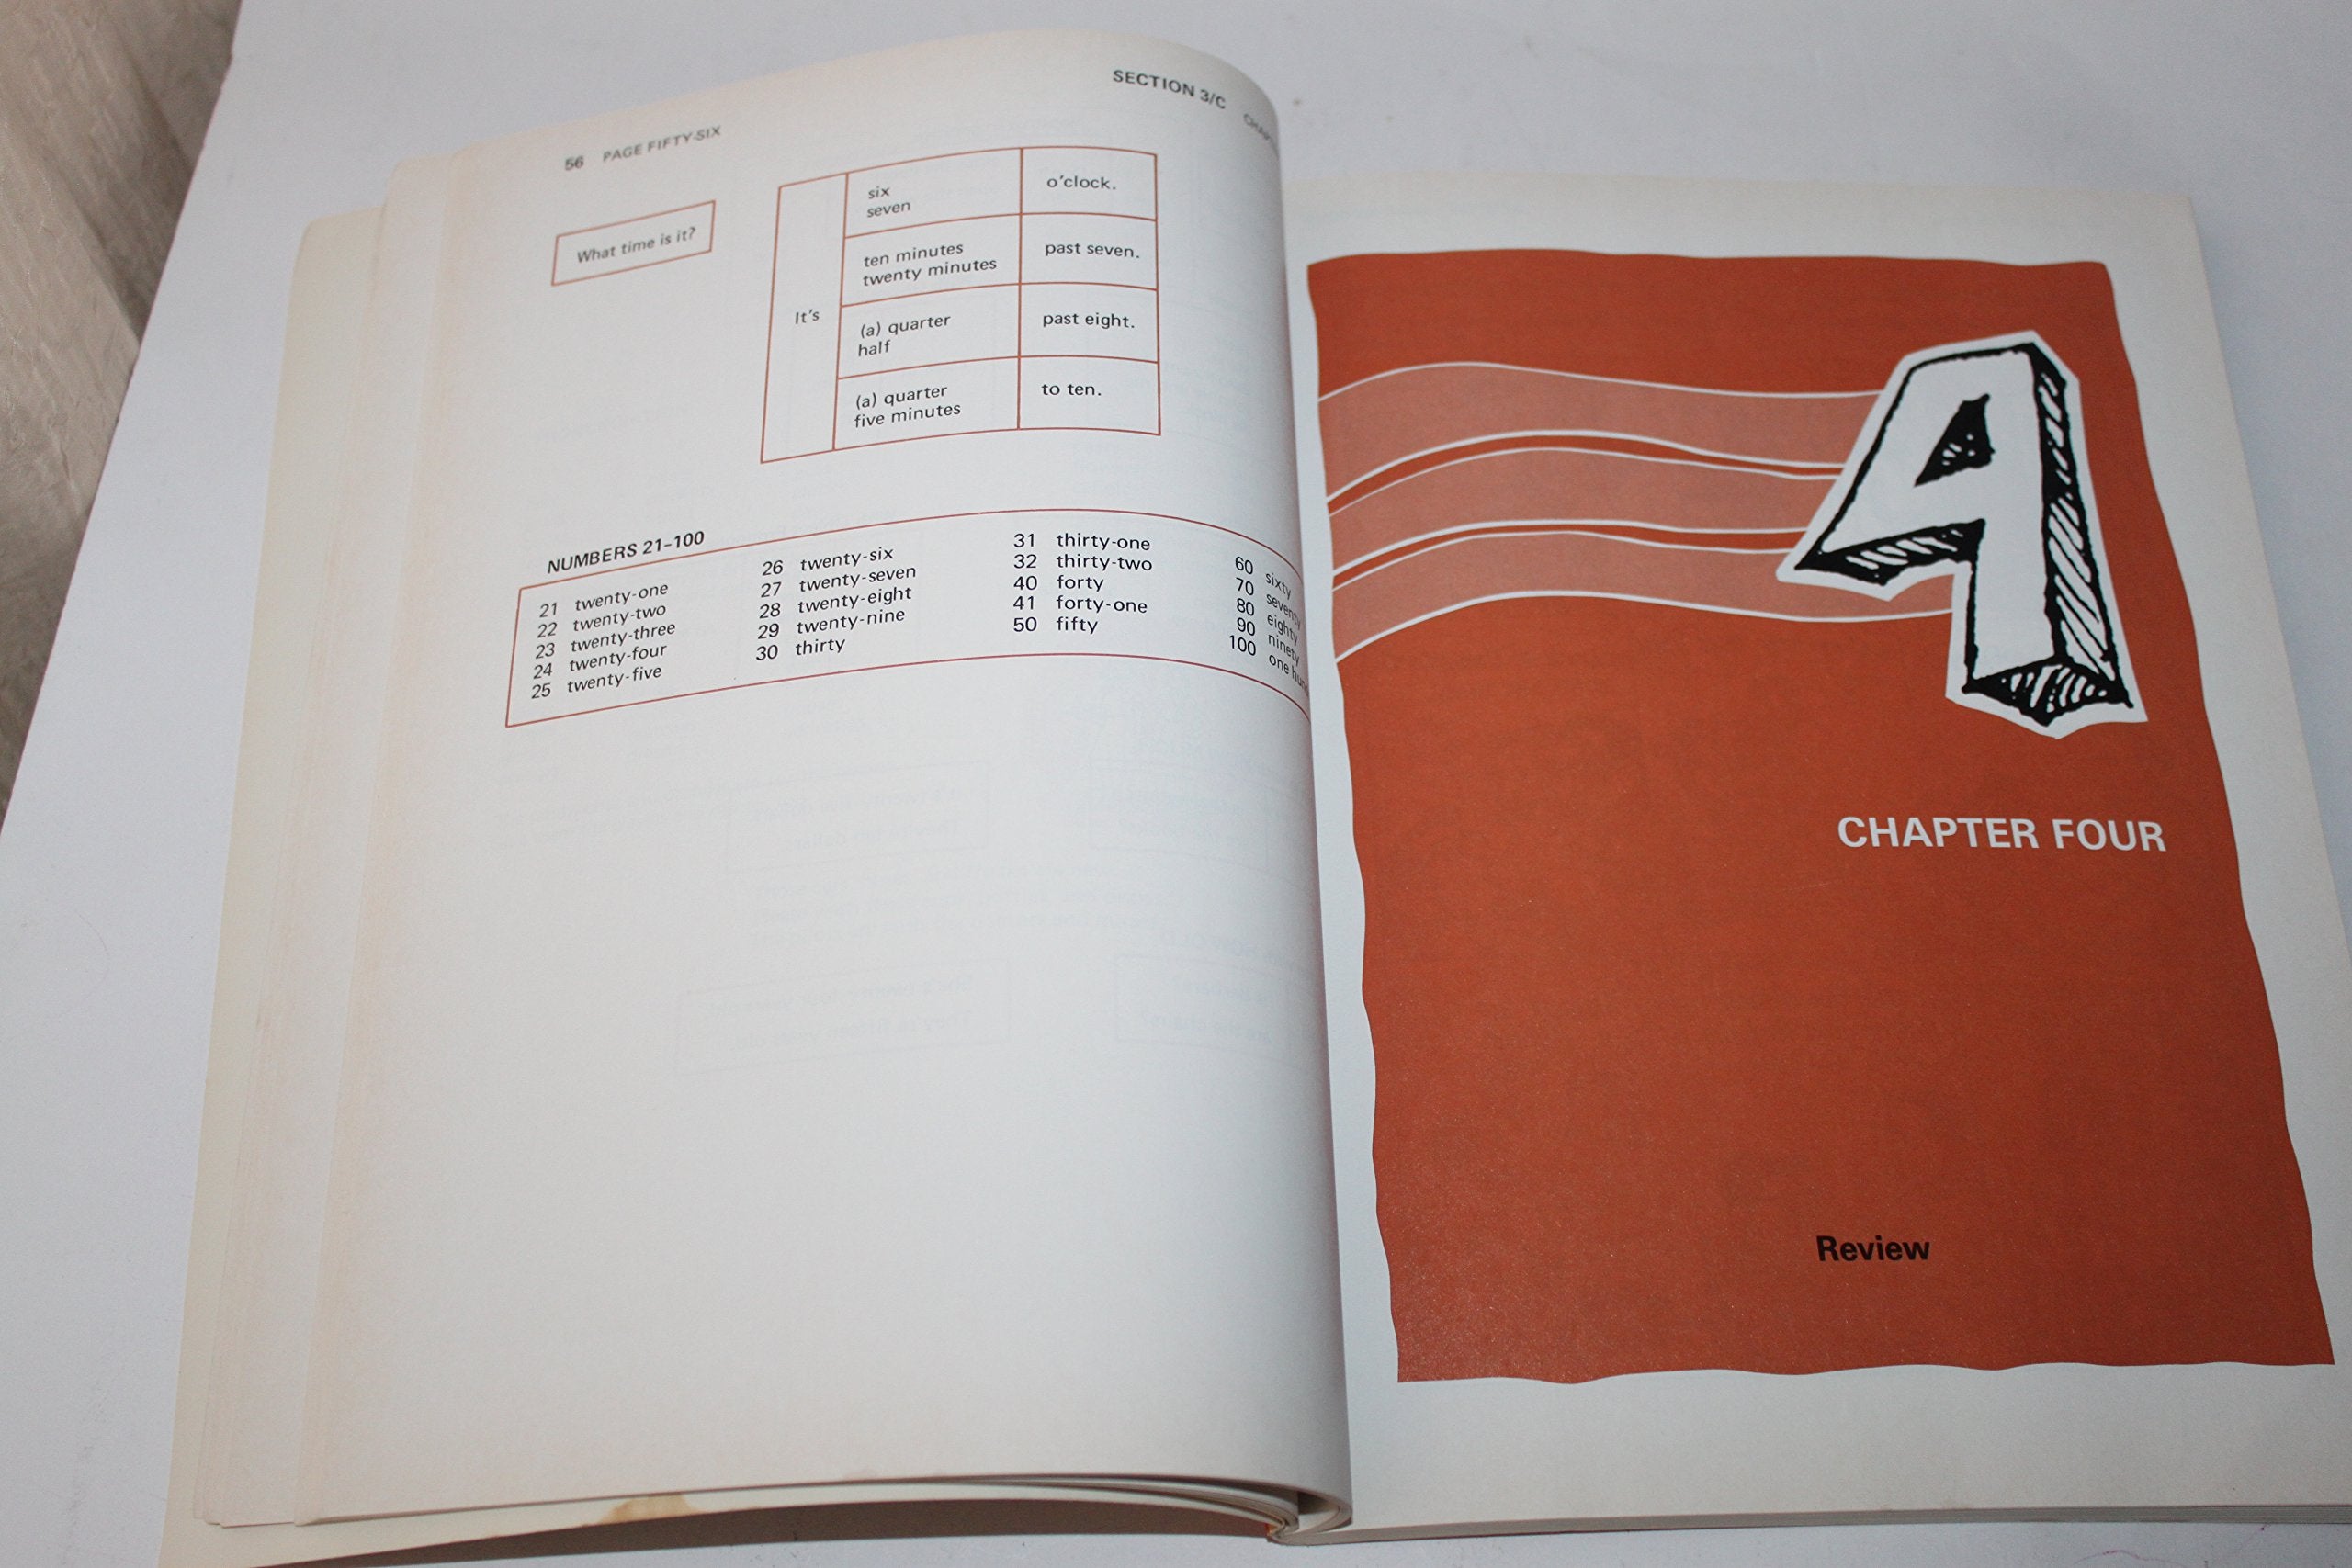 56 PAGE FIFTY-SIX
SECTION 3/C
What time is it?
It's
six
seven
o'clock.
ten minutes
twenty minutes
past seven.
(a) quarter
half
past eight.
(a) quarter
five minutes
to ten.
NUMBERS 21-100
21 twenty-one
22 twenty-two
23 twenty-three
24 twenty-four
25 twenty-five
26 twenty-six
27 twenty-seven
28 twenty-eight
29 twenty-nine
30 thirty
31 thirty-one
32 thirty-two
40 forty
41 forty-one
50 fifty
60 sixty
70 seventy
80 eighty
90 ninety
100 one
4
CHAPTER FOUR
Review